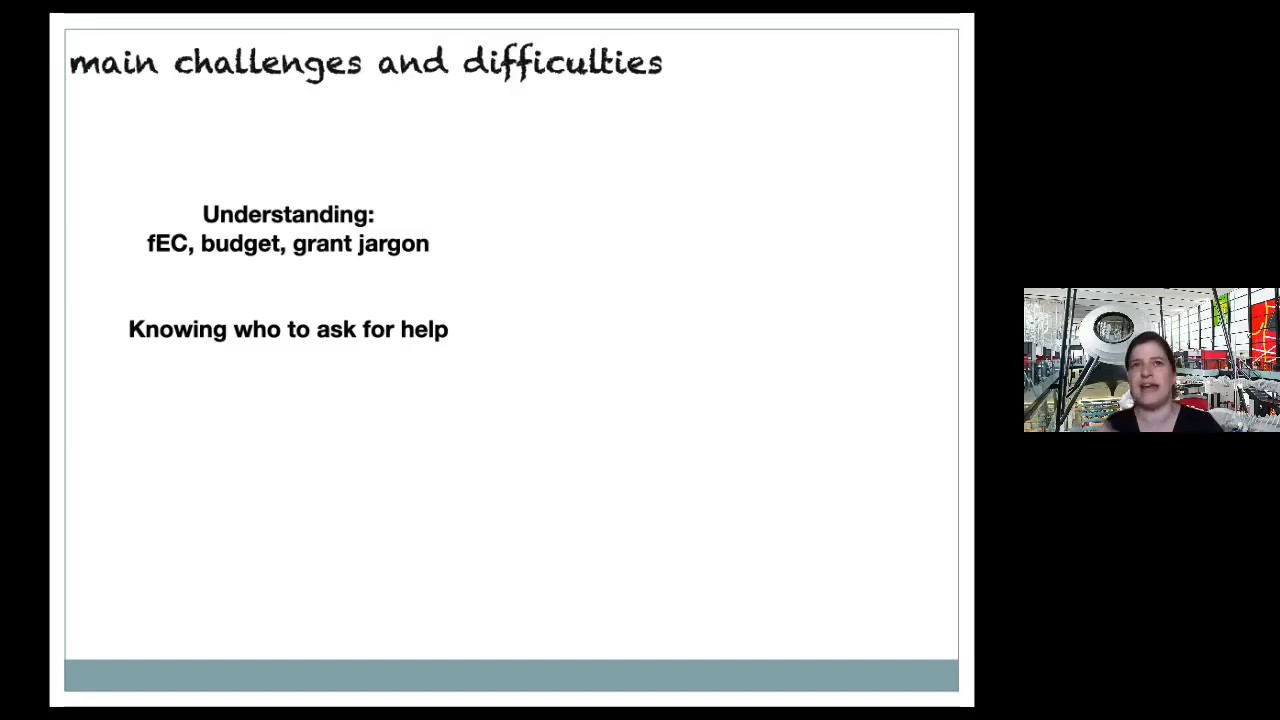 main challenges and difficulties
Understanding:
fEC, budget, grant jargon
Knowing who to ask for help